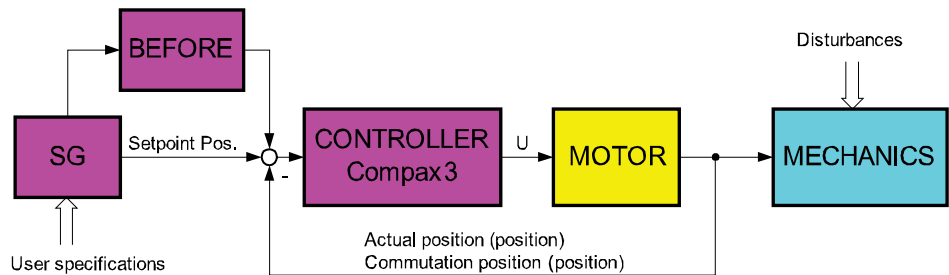 BEFORE
Disturbances
SG
Setpoint Pos.
-
CONTROLLER
Compax3
U
MOTOR
MECHANICS
Actual position (position)
Commutation position (position)
User specifications